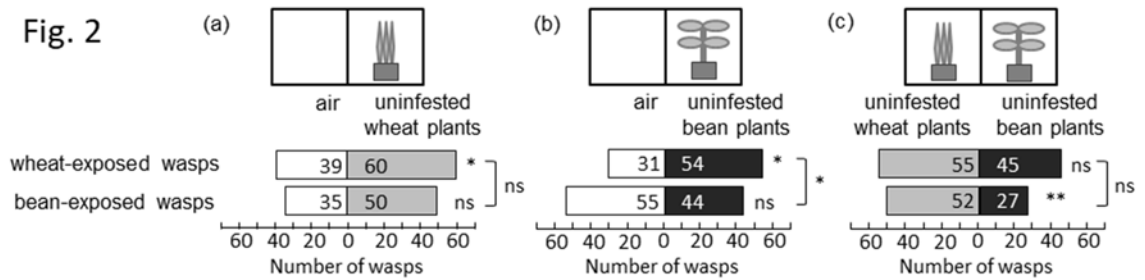 Fig. 2
(a)
air
uninfested
wheat plants
(b)
air
uninfested
bean plants
(c)
uninfested
wheat plants
uninfested
bean plants
wheat-exposed wasps
39 60 *
bean-exposed wasps
35 50 ns
ns
31 54 *
55 44 ns
*
55 45 ns
52 27 **
ns
60 40 20 0 20 40 60
Number of wasps
60 40 20 0 20 40 60
Number of wasps
60 40 20 0 20 40 60
Number of wasps